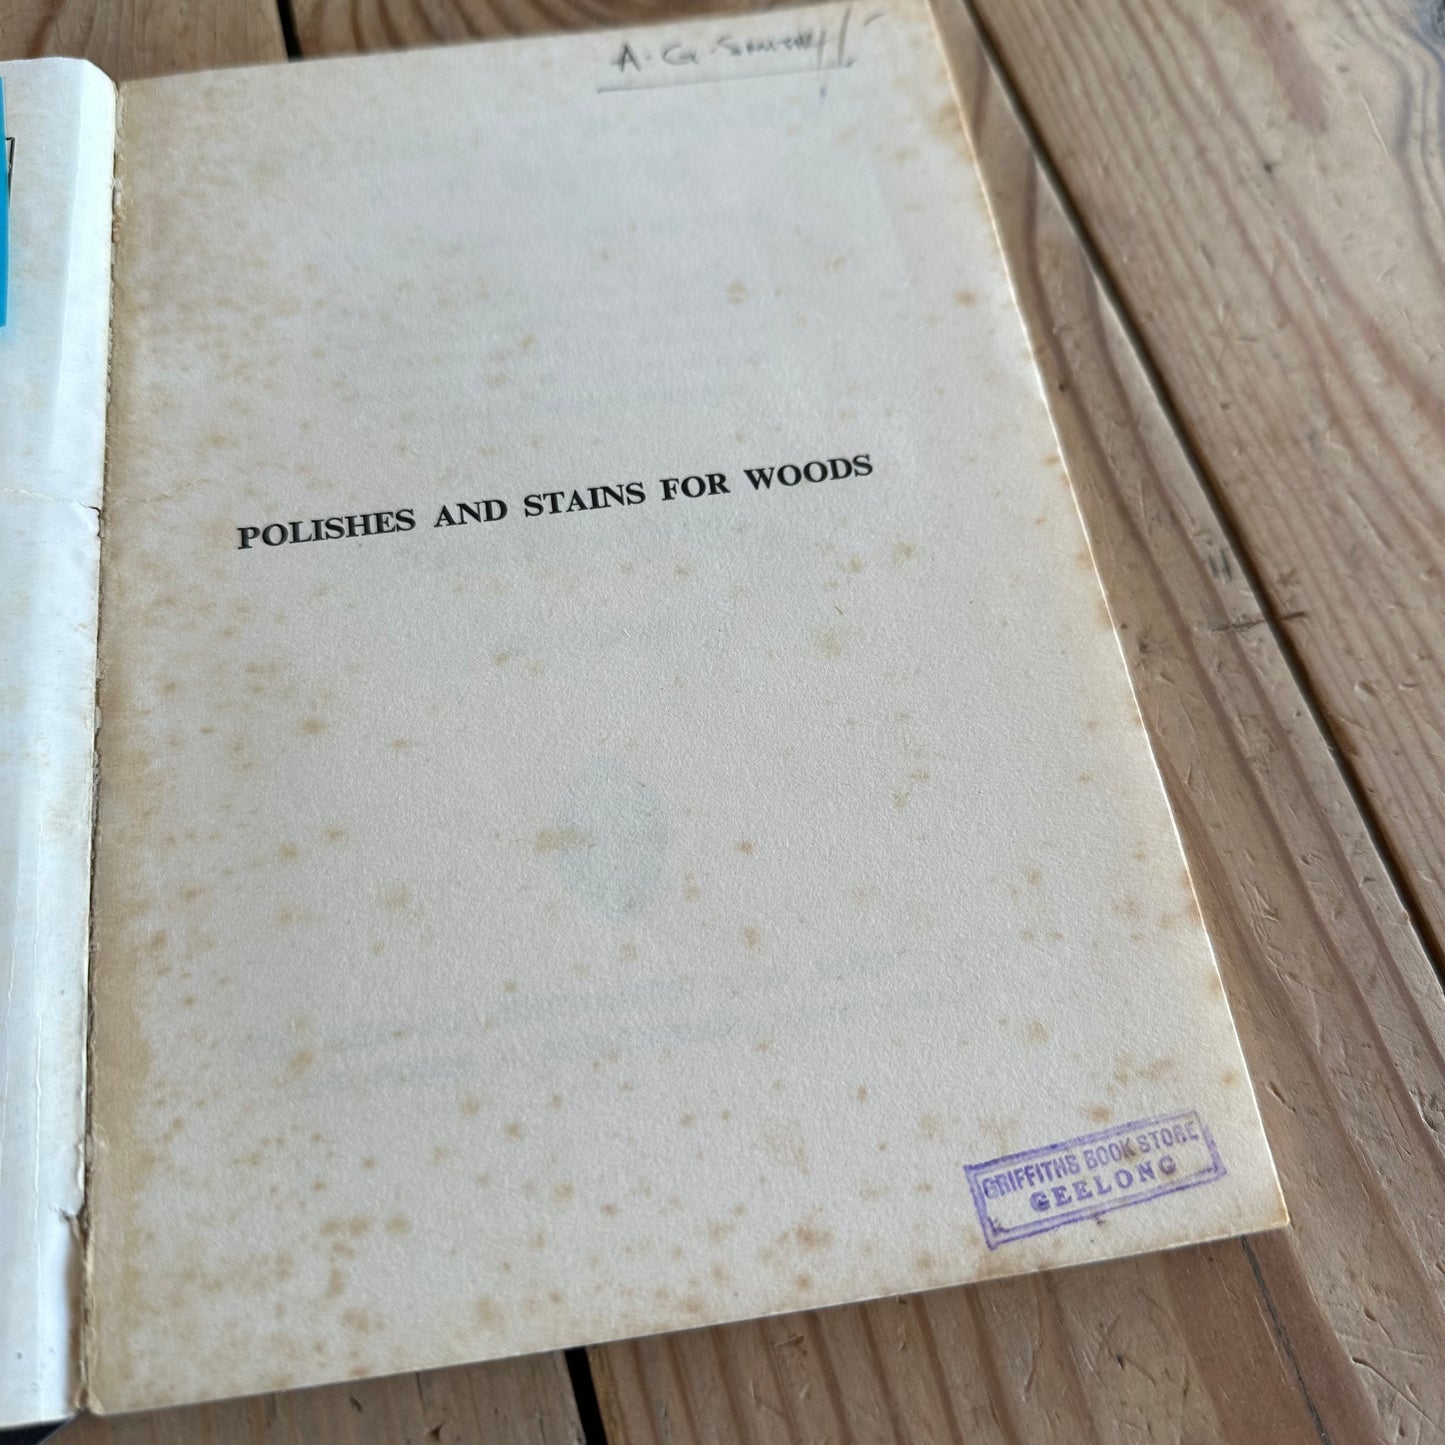 A. G.
POLISHES AND STAINS FOR WOODS
GRIFFITHS BOOK STORE
GEELONG